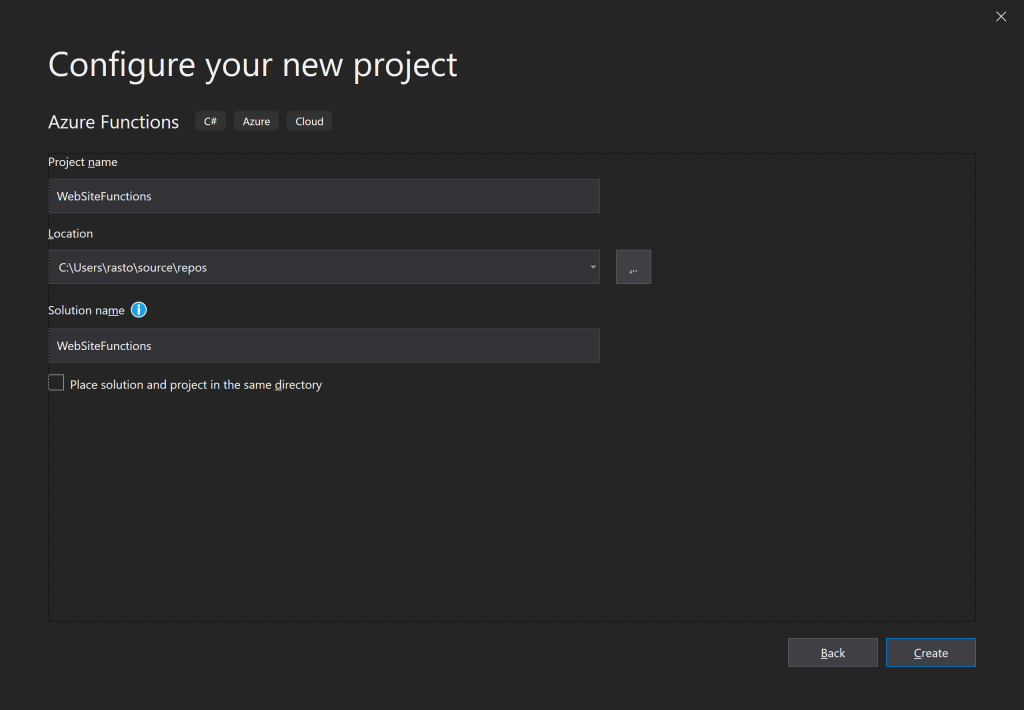 Configure your new project
Azure Functions C# Azure Cloud
Project name
WebSiteFunctions
Location
C:\Users\rasto\source\repos
...
Solution name
WebSiteFunctions
Place solution and project in the same directory
Back Create